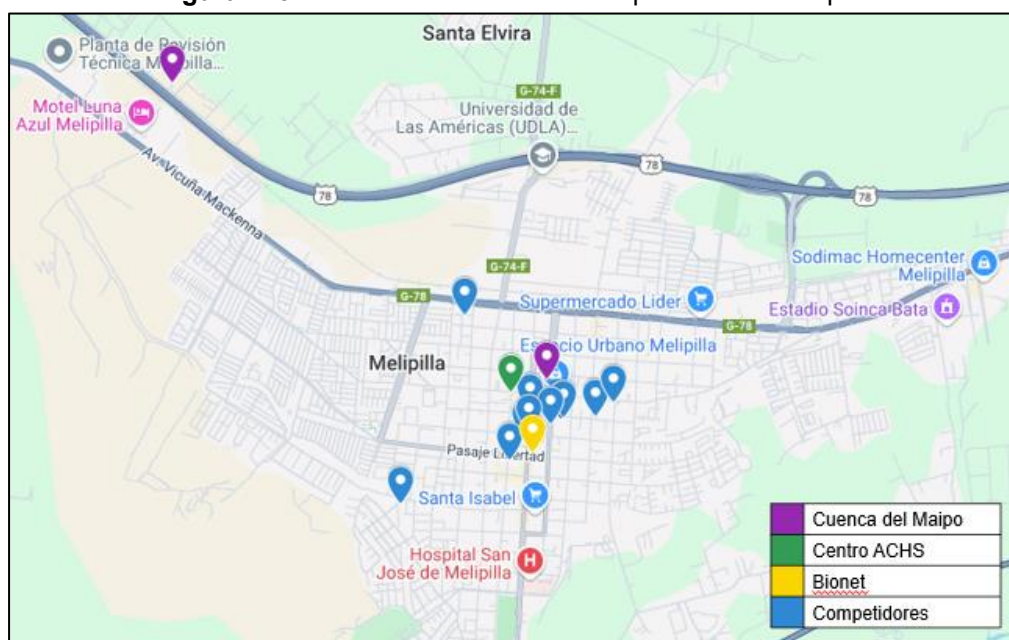 Santa Elvira
Planta de Revisión
Técnica Melipilla...
G-74-F
Universidad de
Las Américas (UDLA)...
Motel Luna
Azul Melipilla
78
78
78
Av. Vicuña Mackenna
Sodimac Homecenter
Melipilla
G-74-F
G-78
Supermercado Lider
Estadio Soinca Bata
G-78
Espacio Urbano Melipilla
Melipilla
Pasaje Libertad
Santa Isabel
Hospital San
José de Melipilla
H
Cuenca del Maipo
Centro ACHS
Bionet
Competidores